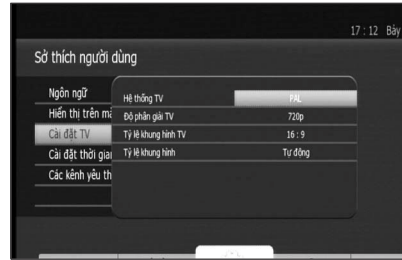 17 : 12 Bảy
Sở thích người dùng
Ngôn ngữ
Hiển thị trên mà
Cài đặt TV
Cài đặt thời gian
Các kênh yêu th
Hệ thống TV PAL
Độ phân giải TV 720p
Tỷ lệ khung hình TV 16 : 9
Tỷ lệ khung hình Tự động